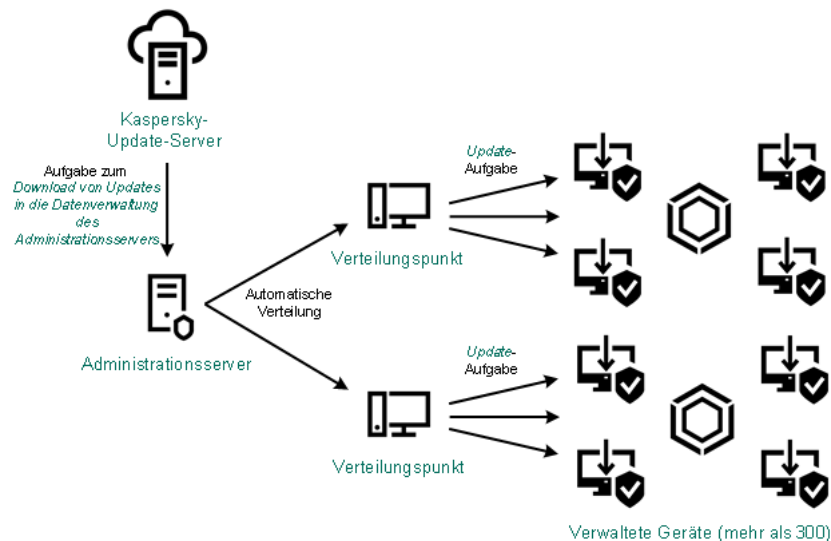 Kaspersky-
Update-Server
Aufgabe zum
Download von Updates
in die Datenverwaltung
des
Administrationsservers
Administrationsserver
Automatische
Verteilung
Verteilungspunkt
Update-
Aufgabe
Verteilungspunkt
Update-
Aufgabe
Verwaltete Geräte (mehr als 300)